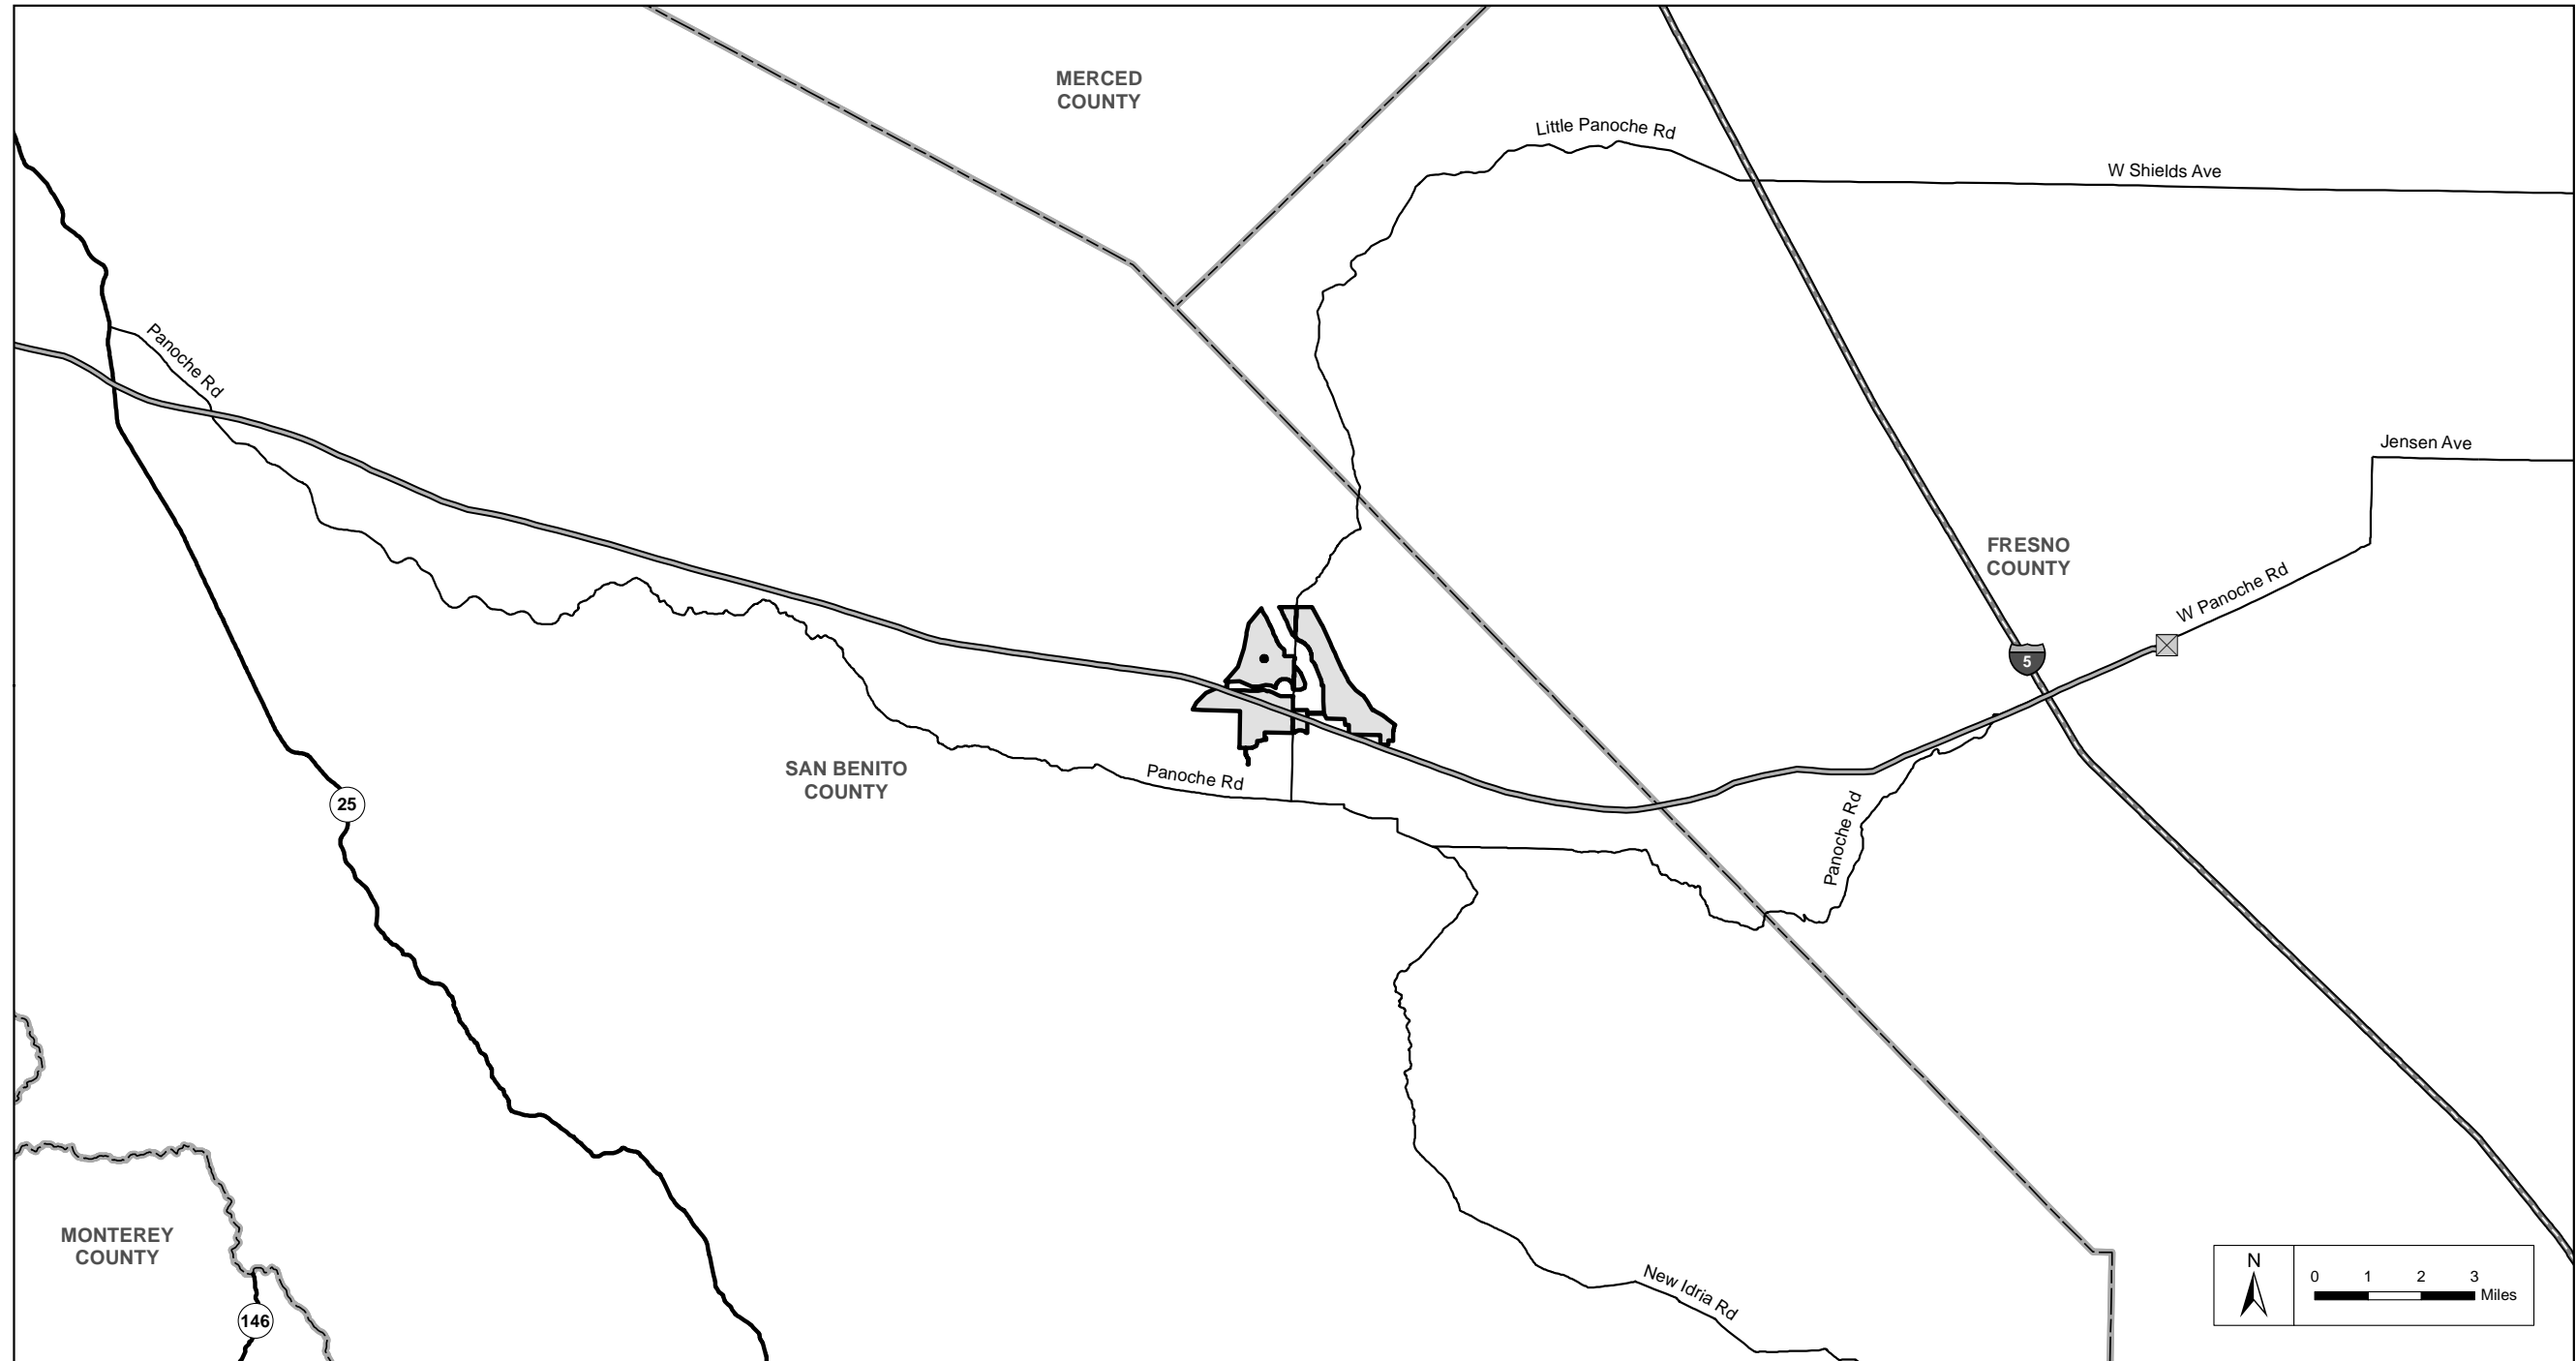 MERCED
COUNTY
Little Panoche Rd
W Shields Ave
Panoche Rd
Jensen Ave
FRESNO
COUNTY
W Panoche Rd
5
SAN BENITO
COUNTY
Panoche Rd
25
Panoche Rd
MONTEREY
COUNTY
146
New Idria Rd
N
0 1 2 3
Miles